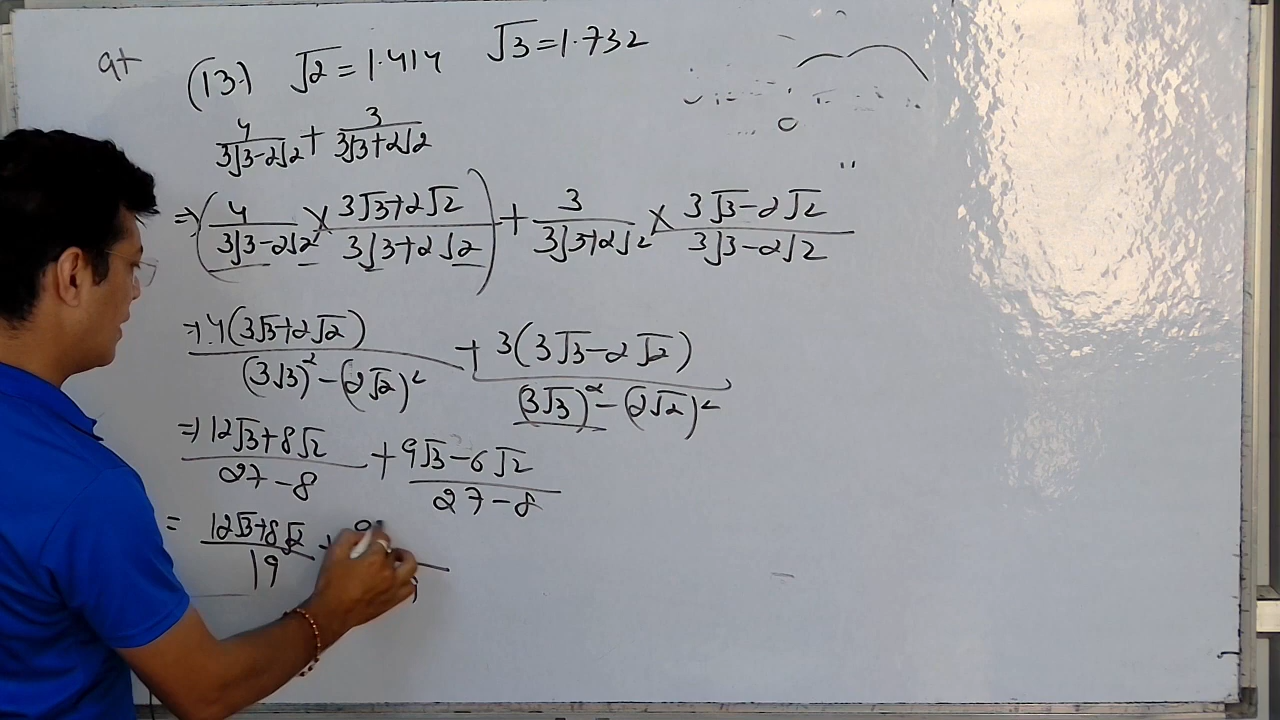 9+
(13.) √2 = 1.414 √3 = 1.732
4/(3√3-2√2) + 3/(3√3+2√2)
⇒ (4/(3√3-2√2) × (3√3+2√2)/(3√3+2√2)) + 3/(3√3+2√2) × (3√3-2√2)/(3√3-2√2)
⇒ 4(3√3+2√2)/((3√3)²-(2√2)²) + 3(3√3-2√2)/((3√3)²-(2√2)²)
⇒ (12√3+8√2)/(27-8) + (9√3-6√2)/(27-8)
= (12√3+8√2)/19 +